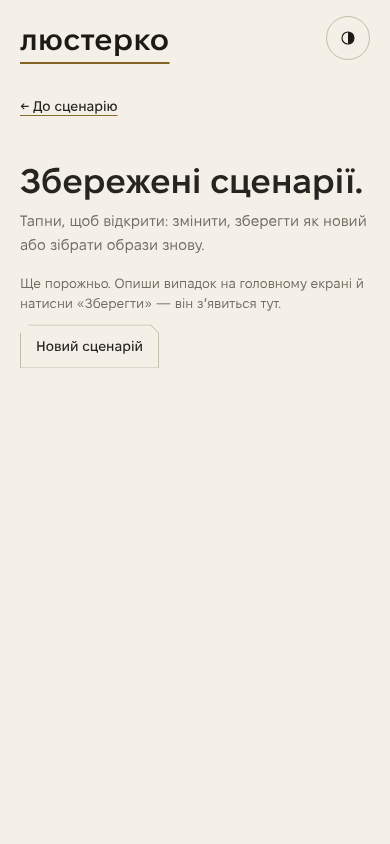 люстерко
← До сценарію
Збережені сценарії.
Тапни, щоб відкрити: змінити, зберегти як новий
або зібрати образи знову.
Ще порожньо. Опиши випадок на головному екрані й
натисни «Зберегти» — він зʼявиться тут.
Новий сценарій